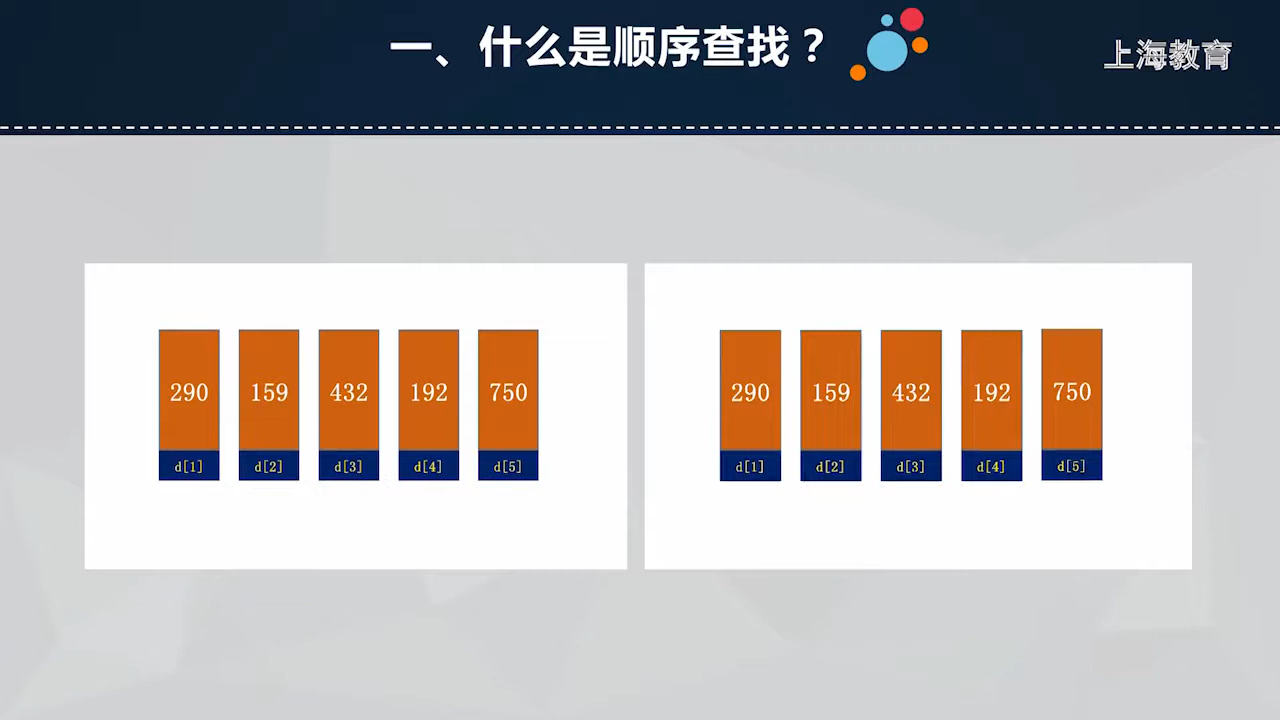 一、什么是顺序查找？
上海教育
290 159 432 192 750
d[1] d[2] d[3] d[4] d[5]
290 159 432 192 750
d[1] d[2] d[3] d[4] d[5]